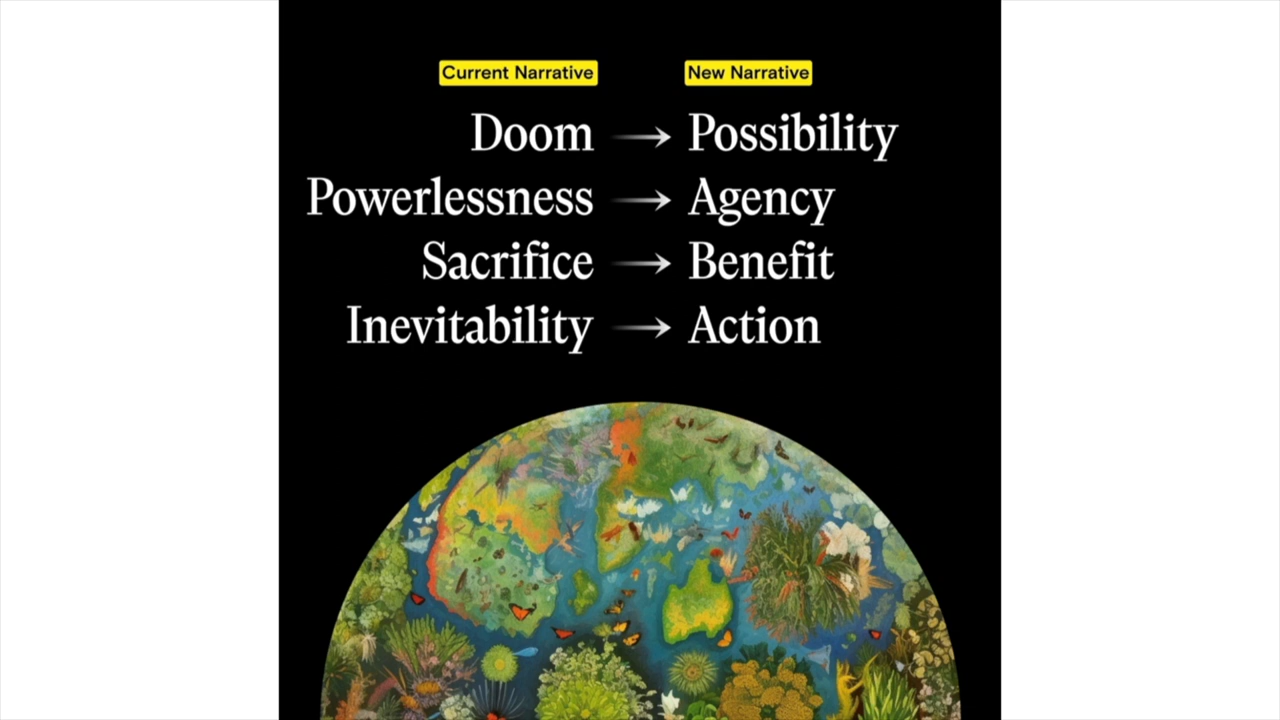 Current Narrative New Narrative
Doom → Possibility
Powerlessness → Agency
Sacrifice → Benefit
Inevitability → Action